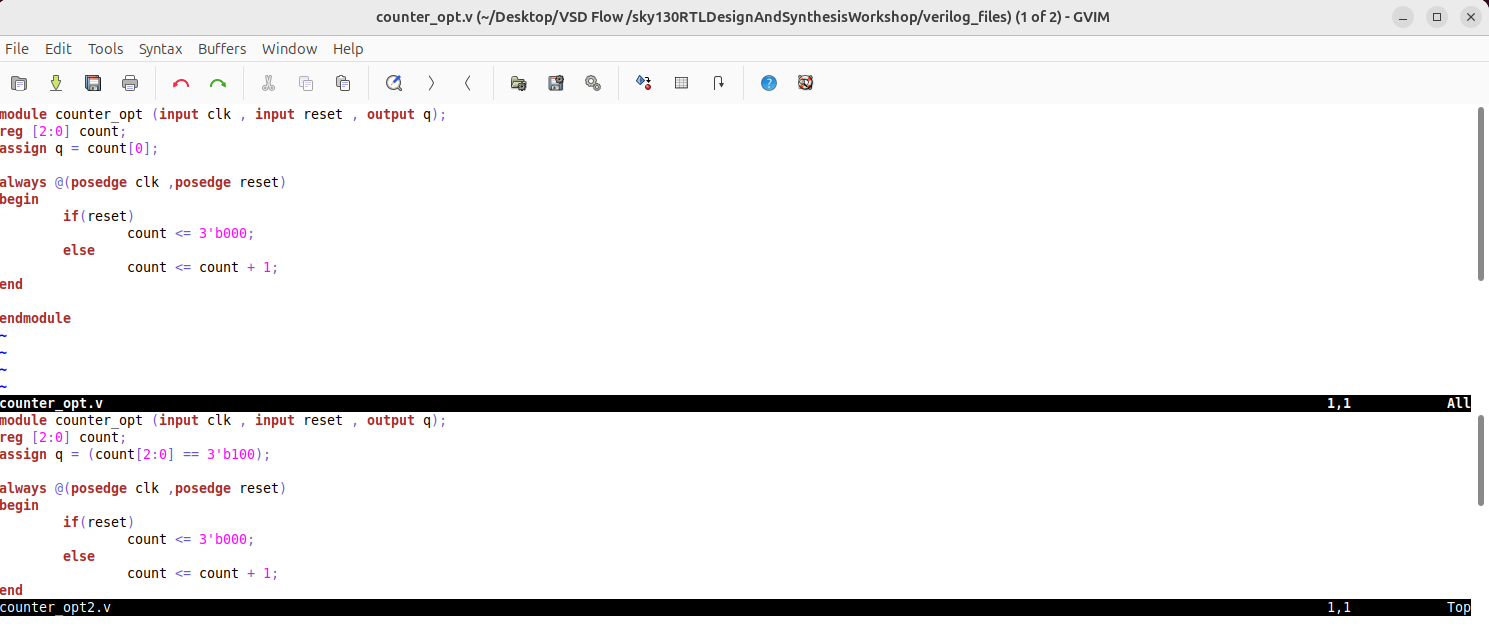 counter_opt.v (~/Desktop/VSD Flow /sky130RTLDesignAndSynthesisWorkshop/verilog_files) (1 of 2) - GVIM
File Edit Tools Syntax Buffers Window Help
module counter_opt (input clk , input reset , output q);
reg [2:0] count;
assign q = count[0];
always @(posedge clk ,posedge reset)
begin
if(reset)
count <= 3'b000;
else
count <= count + 1;
end
endmodule
~
~
~
~
counter_opt.v 1,1 All
module counter_opt (input clk , input reset , output q);
reg [2:0] count;
assign q = (count[2:0] == 3'b100);
always @(posedge clk ,posedge reset)
begin
if(reset)
count <= 3'b000;
else
count <= count + 1;
end
counter_opt2.v 1,1 Top